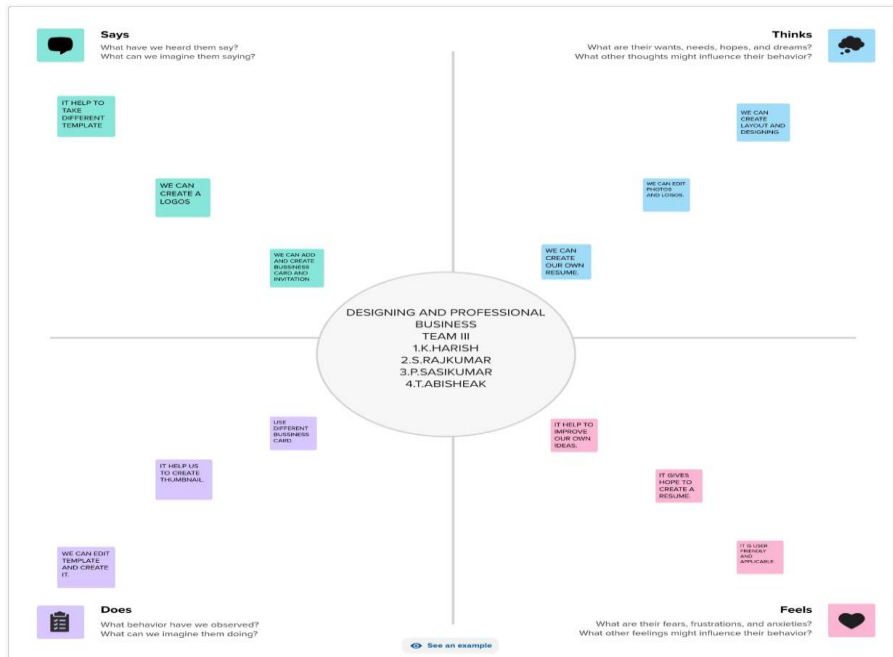 Says
What have we heard them say?
What can we imagine them saying?
Thinks
What are their wants, needs, hopes, and dreams?
What other thoughts might influence their behavior?
IT HELP TO
TAKE
DIFFERENT
TEMPLATE
WE CAN
CREATE A
LOGOS
WE CAN ADD
AND CREATE
BUSSINESS
CARD AND
INVITATION
WE CAN
CREATE
LAYOUT AND
DESIGNING
WE CAN EDIT
PHOTOS
AND LOGOS.
WE CAN
CREATE
OUR OWN
RESUME.
DESIGNING AND PROFESSIONAL
BUSINESS
TEAM III
1.K.HARISH
2.S.RAJKUMAR
3.P.SASIKUMAR
4.T.ABISHEAK
USE
DIFFERENT
BUSSINESS
CARD.
IT HELP US
TO CREATE
THUMBNAIL.
WE CAN EDIT
TEMPLATE
AND CREATE
IT.
IT HELP TO
IMPROVE
OUR OWN
IDEAS.
IT GIVES
HOPE TO
CREATE A
RESUME.
IT IS USER
FRIENDLY
AND
APPLICABLE.
Does
What behavior have we observed?
What can we imagine them doing?
Feels
What are their fears, frustrations, and anxieties?
What other feelings might influence their behavior?
See an example